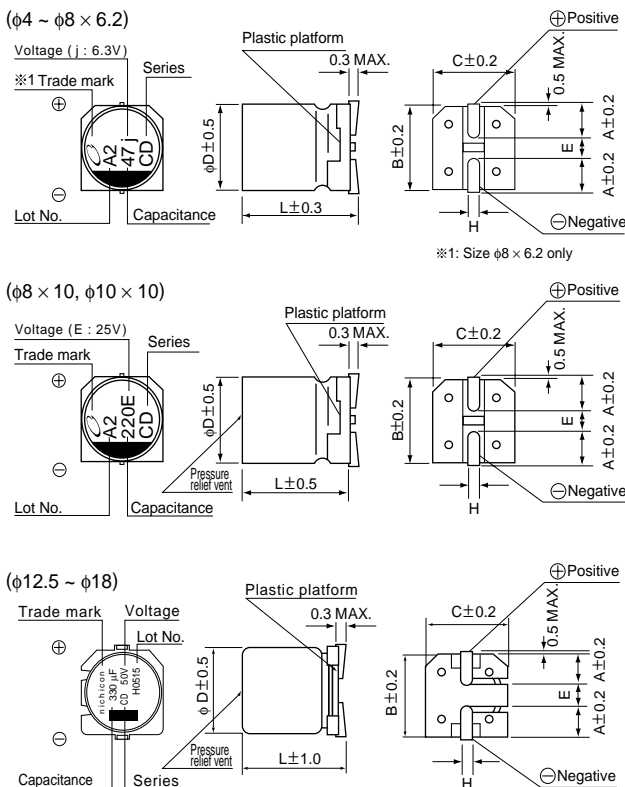 (φ4 ~ φ8 × 6.2)
Voltage ( j : 6.3V)
※1 Trade mark
Series
⊕
A2
47 j
CD
⊖
Lot No.
Capacitance
Plastic platform
0.3 MAX.
φD±0.5
L±0.3
⊕Positive
C±0.2
0.5 MAX.
B±0.2
A±0.2
E
A±0.2
H
⊖Negative
※1: Size φ8 × 6.2 only
(φ8 × 10, φ10 × 10)
Voltage (E : 25V)
Trade mark
Series
⊕
A2
220E
CD
⊖
Lot No.
Capacitance
Plastic platform
0.3 MAX.
φD±0.5
Pressure
relief vent
L±0.5
⊕Positive
C±0.2
0.5 MAX.
B±0.2
A±0.2
E
A±0.2
H
⊖Negative
(φ12.5 ~ φ18)
Trade mark
Voltage
Lot No.
⊕
nichicon
330 µF
CD 50V
H0515
⊖
Capacitance
Series
Plastic platform
0.3 MAX.
φ D±0.5
Pressure
relief vent
L±1.0
⊕Positive
C±0.2
0.5 MAX.
B±0.2
A±0.2
E
A±0.2
H
⊖Negative